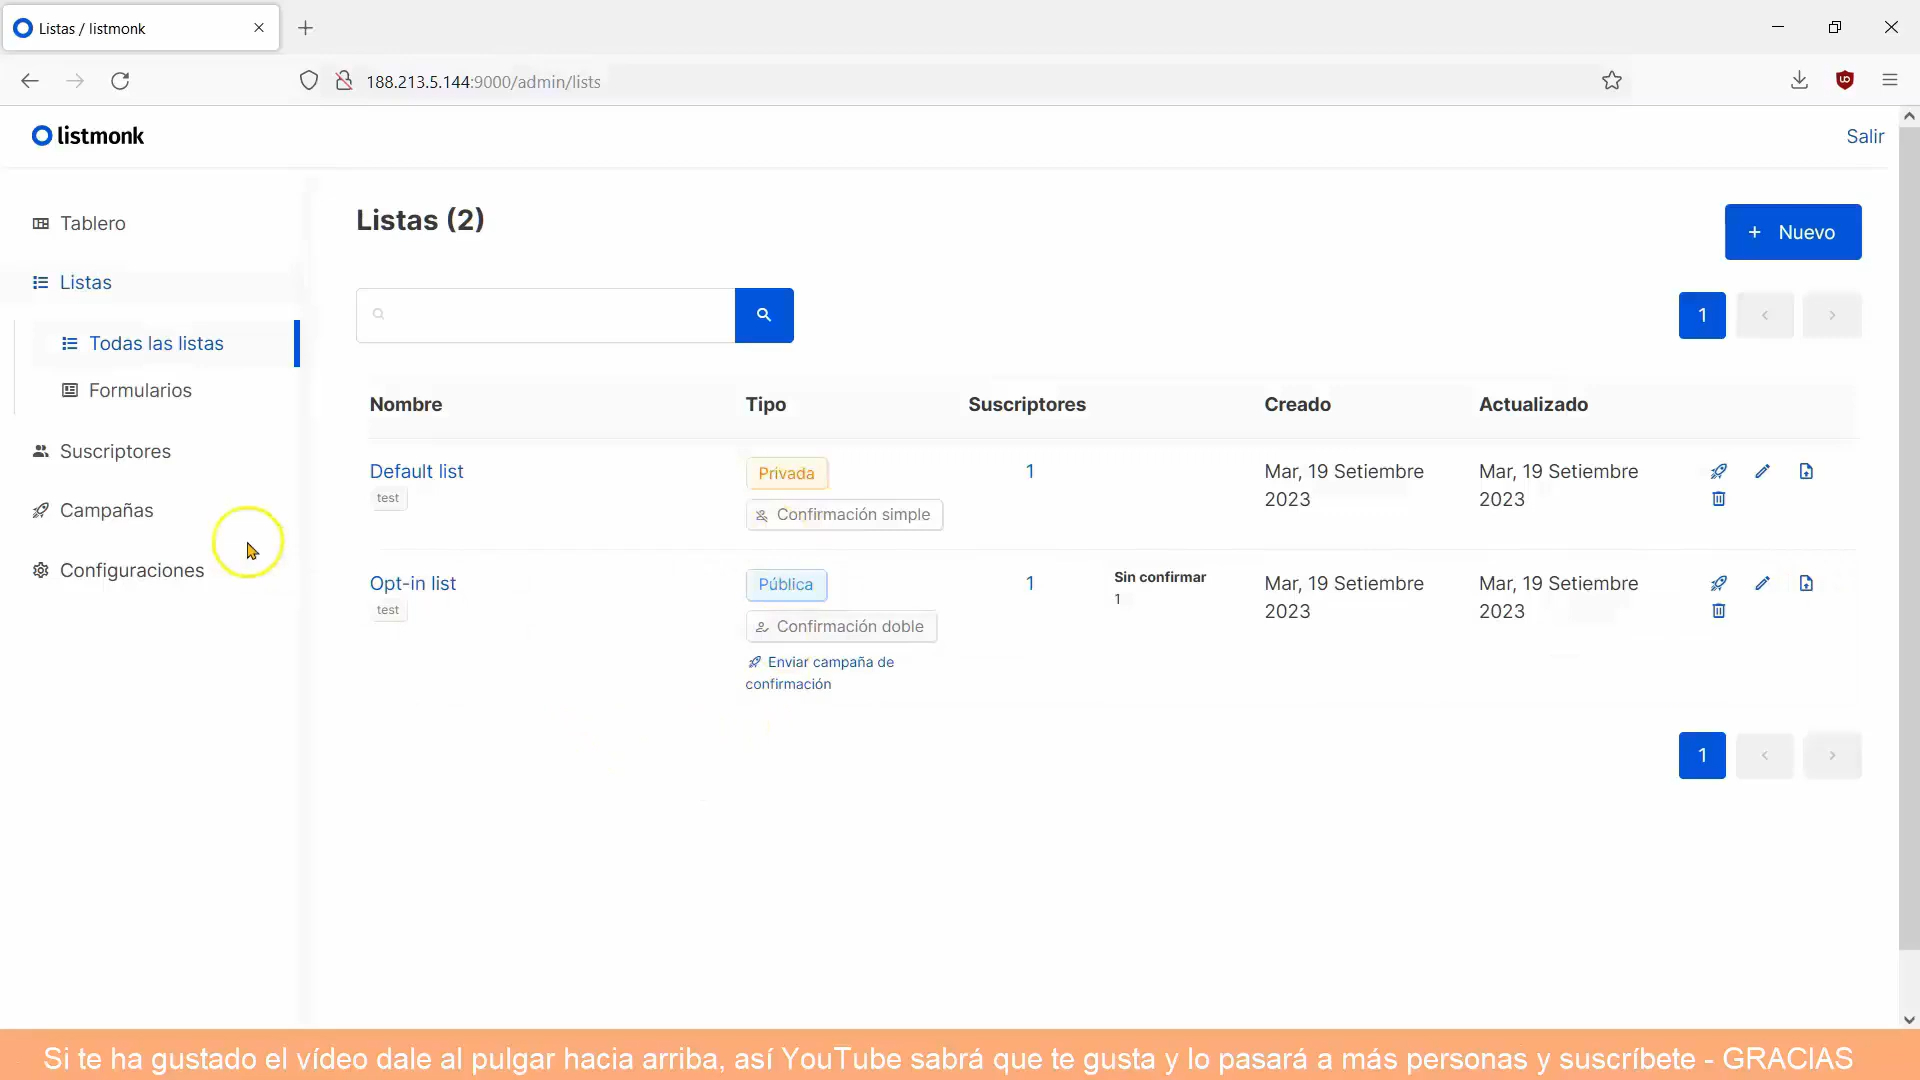 Listas / listmonk
188.213.5.144:9000/admin/lists
listmonk
Salir
Tablero
Listas
Todas las listas
Formularios
Suscriptores
Campañas
Configuraciones
Listas (2)
+ Nuevo
1
Nombre Tipo Suscriptores Creado Actualizado
Default list
test
Privada
Confirmación simple
1
Mar, 19 Setiembre
2023
Mar, 19 Setiembre
2023
Opt-in list
test
Pública
Confirmación doble
Enviar campaña de
confirmación
1
Sin confirmar
1
Mar, 19 Setiembre
2023
Mar, 19 Setiembre
2023
1
Si te ha gustado el vídeo dale al pulgar hacia arriba, así YouTube sabrá que te gusta y lo pasará a más personas y suscríbete - GRACIAS